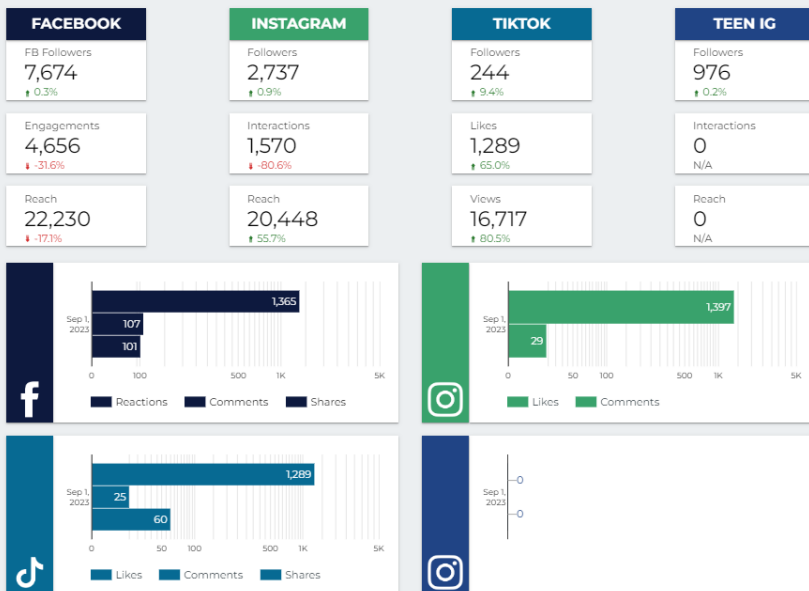 FACEBOOK
INSTAGRAM
TIKTOK
TEEN IG
FB Followers
7,674
0.3%
Followers
2,737
0.9%
Followers
244
9.4%
Followers
976
0.2%
Engagements
4,656
-31.6%
Interactions
1,570
-80.6%
Likes
1,289
65.0%
Interactions
0
N/A
Reach
22,230
-17.1%
Reach
20,448
55.7%
Views
16,717
80.5%
Reach
0
N/A
1,365
107
101
Sep 1,
2023
0 100 500 1K 5K
Reactions Comments Shares
1,397
29
Sep 1,
2023
0 50 100 500 1K 5K
Likes Comments
1,289
25
60
Sep 1,
2023
0 50 100 500 1K 5K
Likes Comments Shares
0
0
Sep 1,
2023